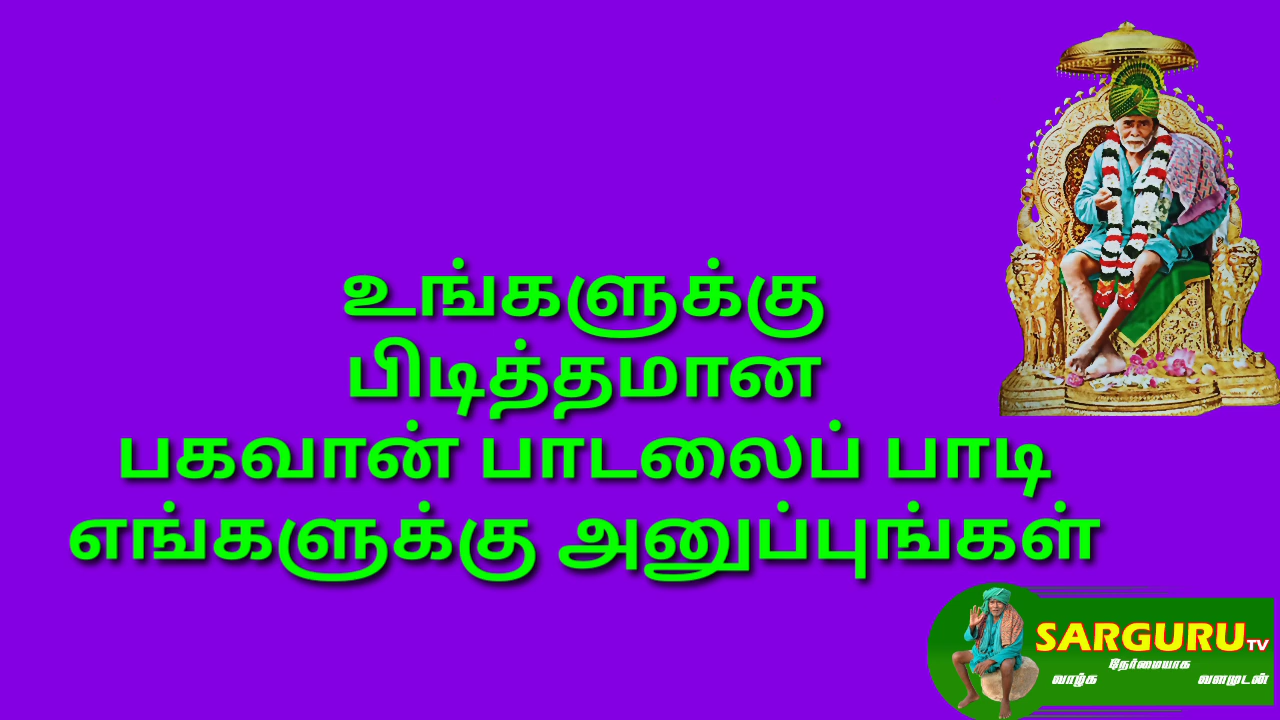 உங்களுக்கு
பிடித்தமான
பகவான் பாடலைப் பாடி
எங்களுக்கு அனுப்புங்கள்
SARGURU TV
நேர்மையாக
வாழ்க வளமுடன்